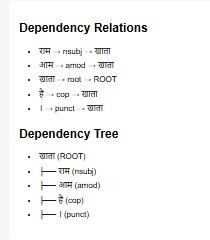 Dependency Relations
• राम → nsubj → खाता
• आम → amod → खाता
• खाता → root → ROOT
• है → cop → खाता
• । → punct → खाता
Dependency Tree
• खाता (ROOT)
• ├── राम (nsubj)
• ├── आम (amod)
• ├── है (cop)
• ├── । (punct)